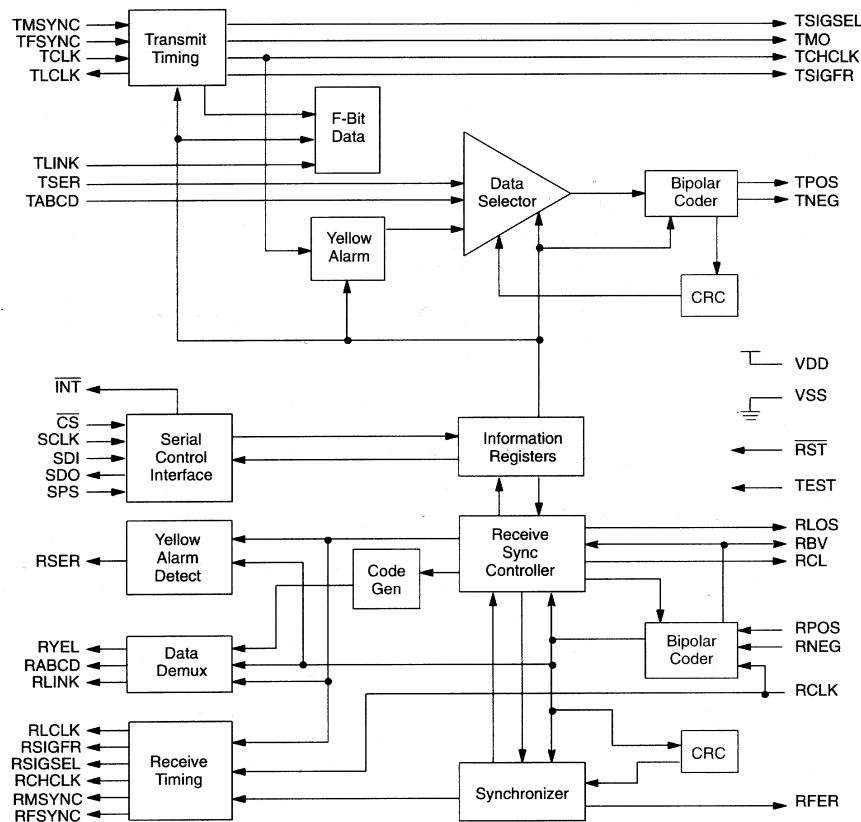 TMSYNC
TFSYNC
TCLK
TLCLK
Transmit
Timing
TSIGSEL
TMO
TCHCLK
TSIGFR
F-Bit
Data
TLINK
TSER
TABCD
Data
Selector
Bipolar
Coder
TPOS
TNEG
Yellow
Alarm
CRC
VDD
VSS
RST
TEST
INT
CS
SCLK
SDI
SDO
SPS
Serial
Control
Interface
Information
Registers
RSER
Yellow
Alarm
Detect
Code
Gen
Receive
Sync
Controller
RLOS
RBV
RCL
RYEL
RABCD
RLINK
Data
Demux
Bipolar
Coder
RPOS
RNEG
RCLK
RLCLK
RSIGFR
RSIGSEL
RCHCLK
RMSYNC
RFSYNC
Receive
Timing
Synchronizer
CRC
RFER